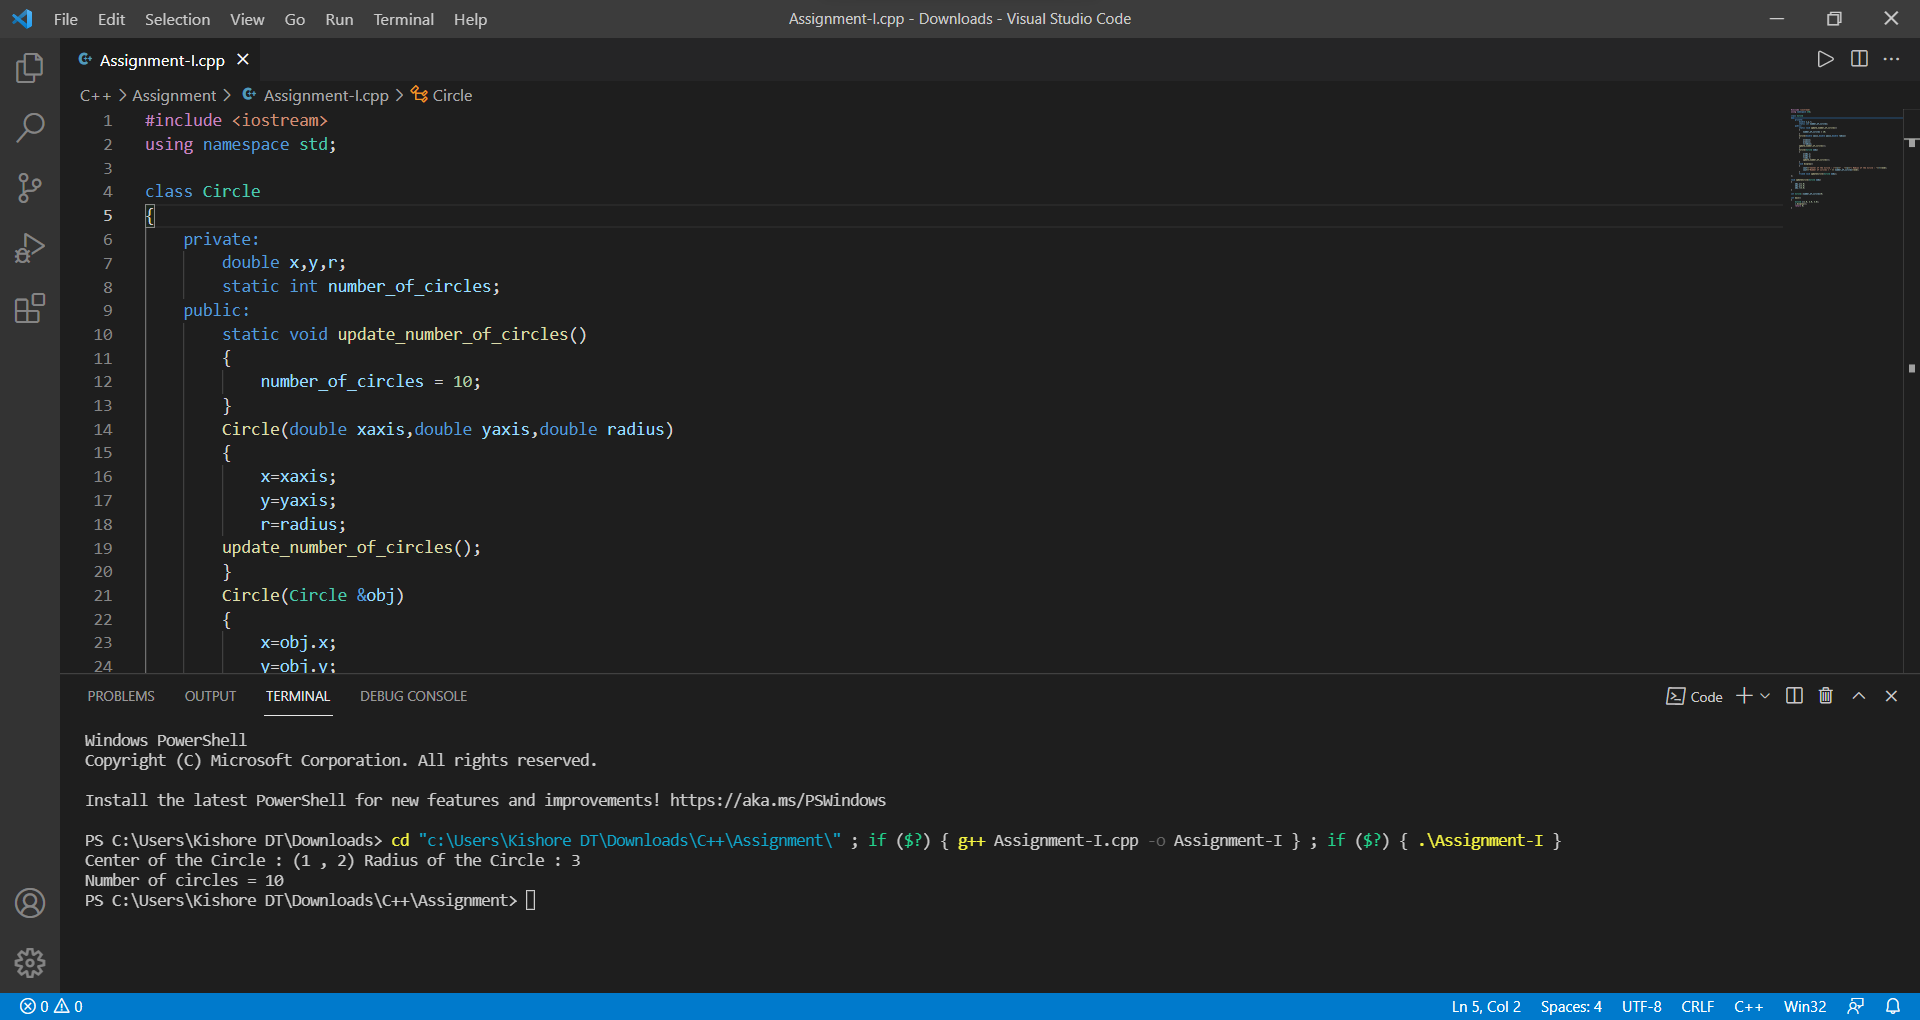 File Edit Selection View Go Run Terminal Help
Assignment-I.cpp - Downloads - Visual Studio Code
Assignment-I.cpp
C++ > Assignment > Assignment-I.cpp > Circle
1 #include <iostream>
2 using namespace std;
3
4 class Circle
5 {
6 private:
7 double x,y,r;
8 static int number_of_circles;
9 public:
10 static void update_number_of_circles()
11 {
12 number_of_circles = 10;
13 }
14 Circle(double xaxis,double yaxis,double radius)
15 {
16 x=xaxis;
17 y=yaxis;
18 r=radius;
19 update_number_of_circles();
20 }
21 Circle(Circle &obj)
22 {
23 x=obj.x;
24 y=obj.y;
PROBLEMS OUTPUT TERMINAL DEBUG CONSOLE
Code
Windows PowerShell
Copyright (C) Microsoft Corporation. All rights reserved.
Install the latest PowerShell for new features and improvements! https://aka.ms/PSWindows
PS C:\Users\Kishore DT\Downloads> cd "c:\Users\Kishore DT\Downloads\C++\Assignment\" ; if ($?) { g++ Assignment-I.cpp -o Assignment-I } ; if ($?) { .\Assignment-I }
Center of the Circle : (1 , 2) Radius of the Circle : 3
Number of circles = 10
PS C:\Users\Kishore DT\Downloads\C++\Assignment>
0 0
Ln 5, Col 2 Spaces: 4 UTF-8 CRLF C++ Win32